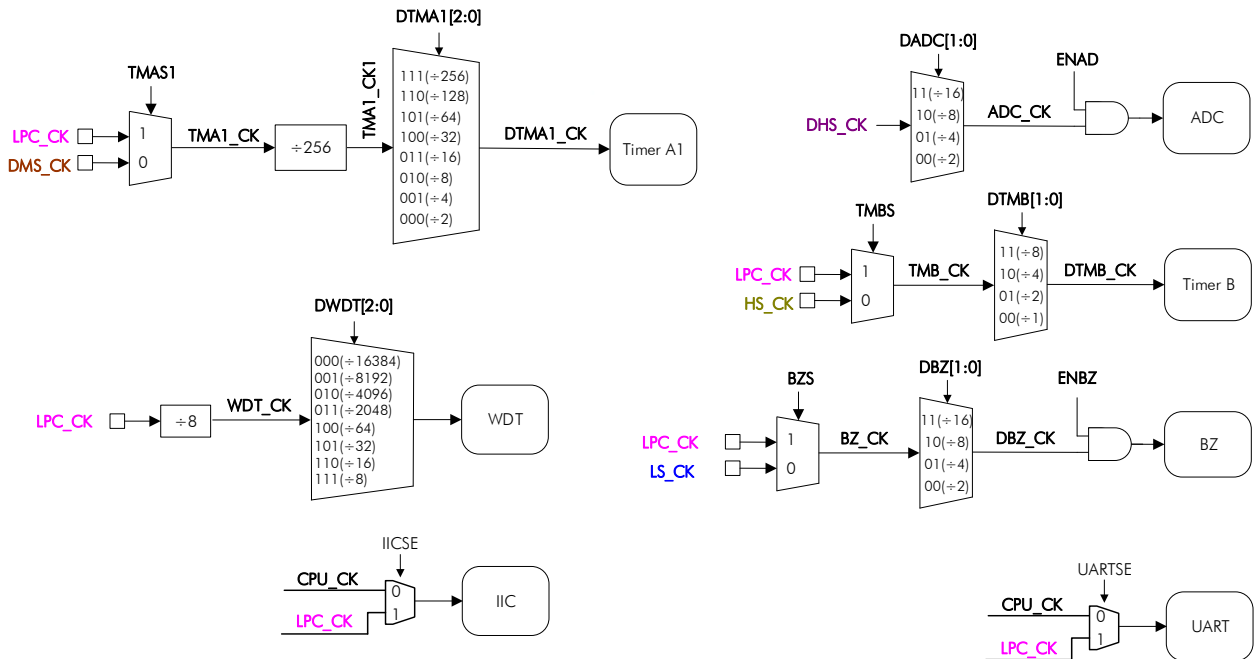 DTMA1[2:0]
TMAS1
LPC_CK
DMS_CK
1
0
TMA1_CK
÷256
TMA1_CK1
111(÷256)
110(÷128)
101(÷64)
100(÷32)
011(÷16)
010(÷8)
001(÷4)
000(÷2)
DTMA1_CK
Timer A1
DADC[1:0]
ENAD
DHS_CK
11(÷16)
10(÷8)
01(÷4)
00(÷2)
ADC_CK
ADC
TMBS
DTMB[1:0]
LPC_CK
HS_CK
1
0
TMB_CK
11(÷8)
10(÷4)
01(÷2)
00(÷1)
DTMB_CK
Timer B
DWDT[2:0]
LPC_CK
÷8
WDT_CK
000(÷16384)
001(÷8192)
010(÷4096)
011(÷2048)
100(÷64)
101(÷32)
110(÷16)
111(÷8)
WDT
BZS
DBZ[1:0]
ENBZ
LPC_CK
LS_CK
1
0
BZ_CK
11(÷16)
10(÷8)
01(÷4)
00(÷2)
DBZ_CK
BZ
IICSE
CPU_CK
LPC_CK
0
1
IIC
UARTSE
CPU_CK
LPC_CK
0
1
UART